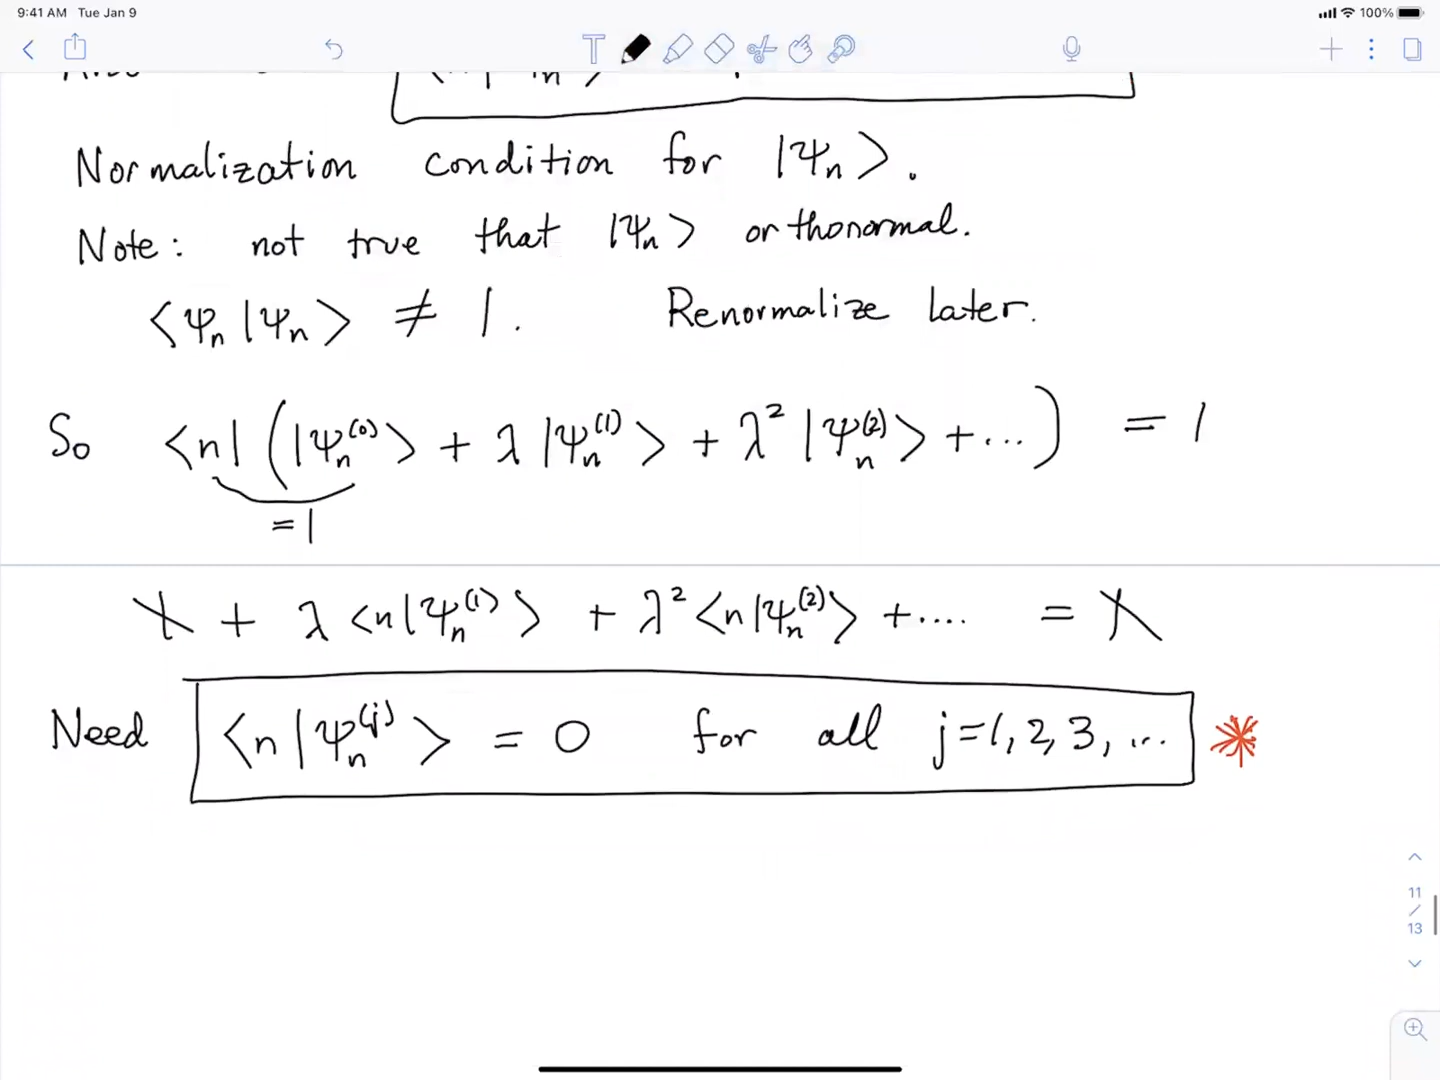 9:41 AM Tue Jan 9 100%
T
Normalization condition for |ψₙ⟩.
Note: not true that |ψₙ⟩ orthonormal.
⟨ψₙ|ψₙ⟩ ≠ 1. Renormalize later.
So ⟨n| (|ψₙ⁽⁰⁾⟩ + λ |ψₙ⁽¹⁾⟩ + λ² |ψₙ⁽²⁾⟩ + ...) = 1
= 1
1 + λ ⟨n|ψₙ⁽¹⁾⟩ + λ² ⟨n|ψₙ⁽²⁾⟩ + .... = 1
Need ⟨n|ψₙ⁽ʲ⁾⟩ = 0 for all j=1, 2, 3, ...
11
/
13